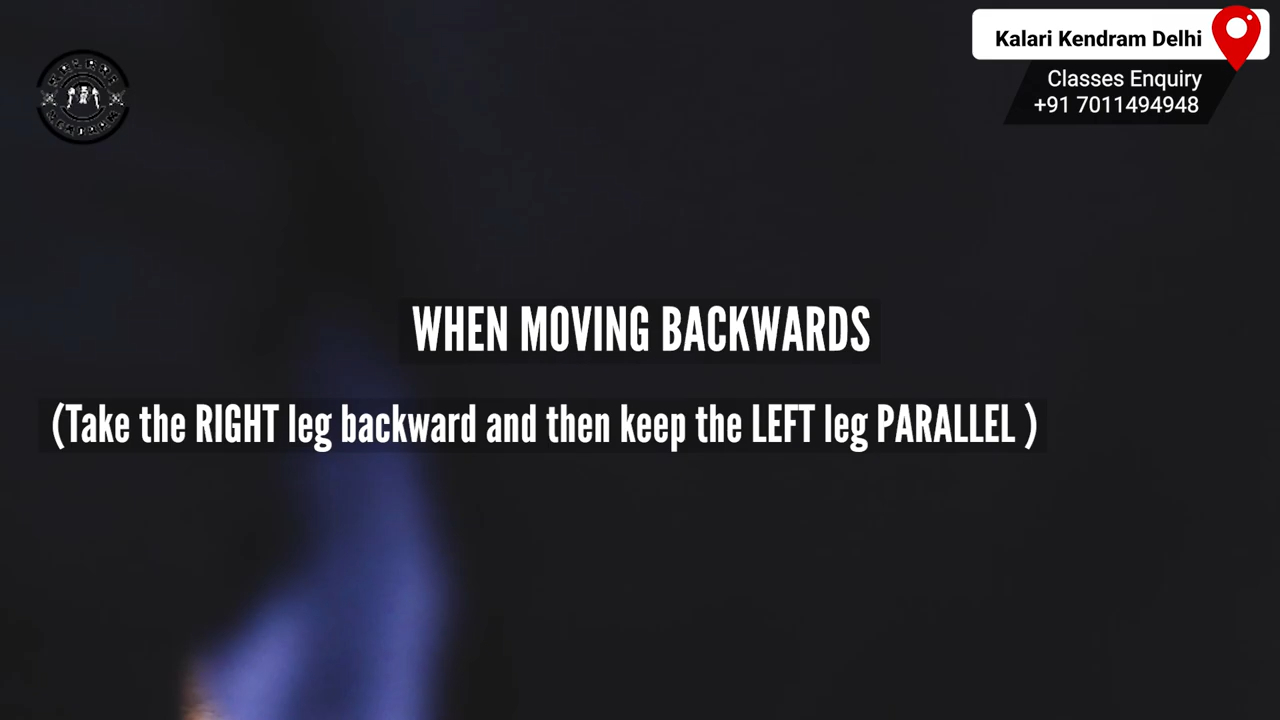 Kalari Kendram Delhi
Classes Enquiry
+91 7011494948
WHEN MOVING BACKWARDS
(Take the RIGHT leg backward and then keep the LEFT leg PARALLEL )